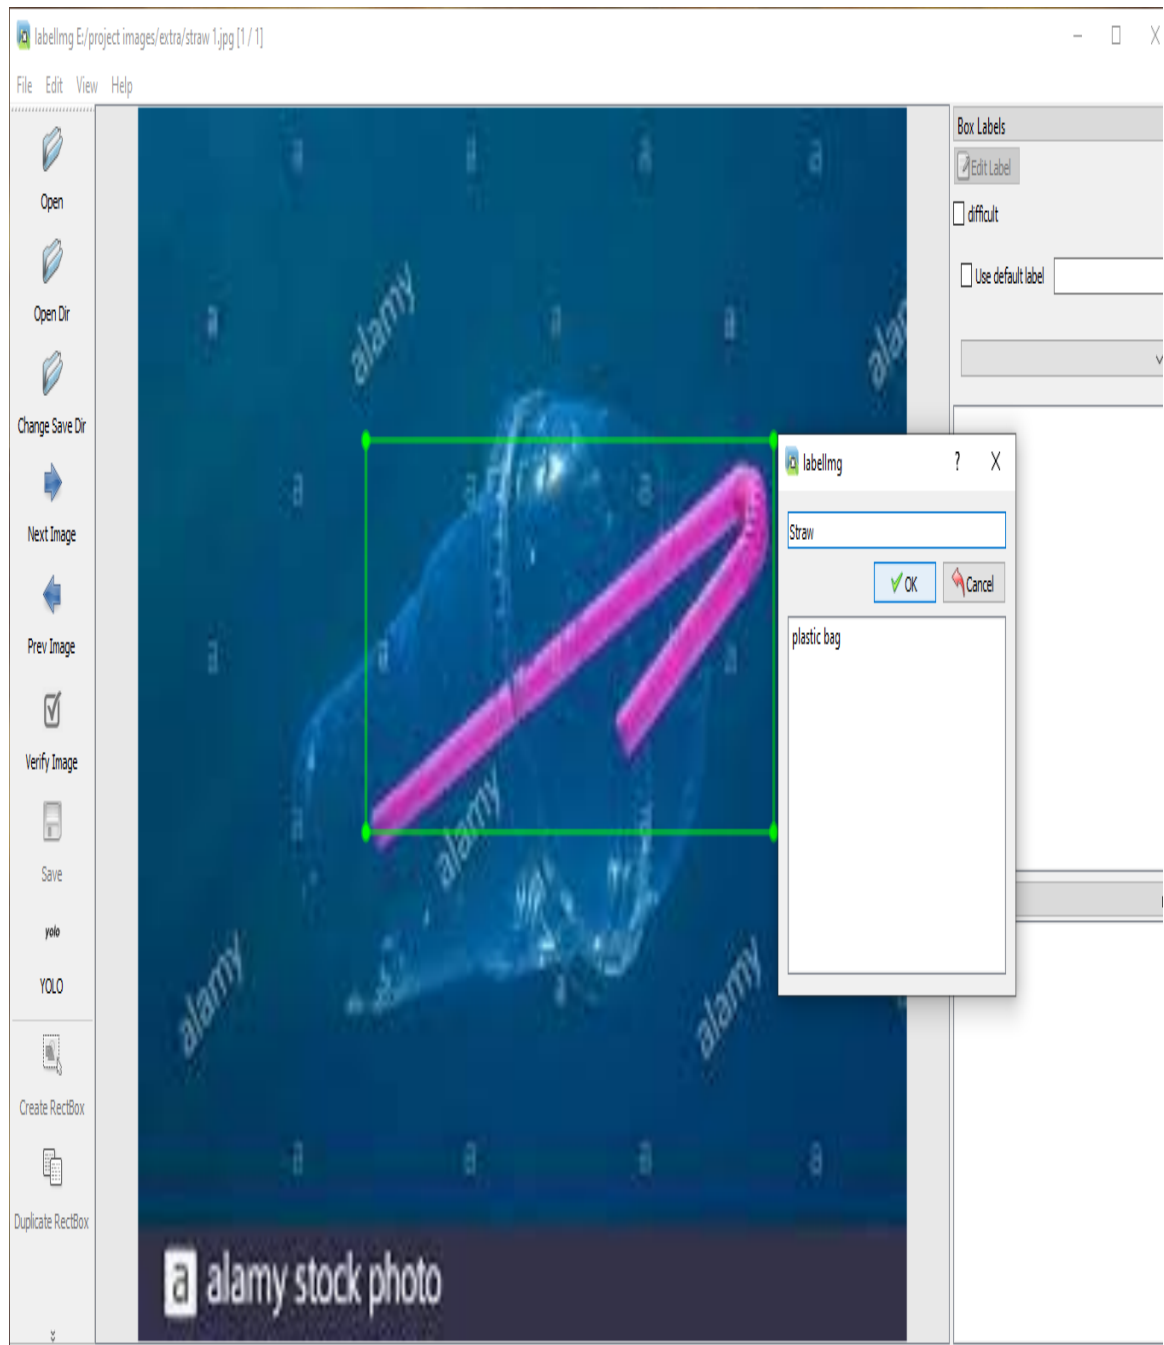 labelImg E:/project images/extra/straw 1.jpg [1 / 1]
File Edit View Help
Open
Open Dir
Change Save Dir
Next Image
Prev Image
Verify Image
Save
yolo
YOLO
Create RectBox
Duplicate RectBox
a a a a
alamy
a a a
a a a
a a a
alamy
a
alamy
alamy
a a a a
a alamy stock photo
Box Labels
Edit Label
difficult
Use default label
labelImg
Straw
OK Cancel
plastic bag